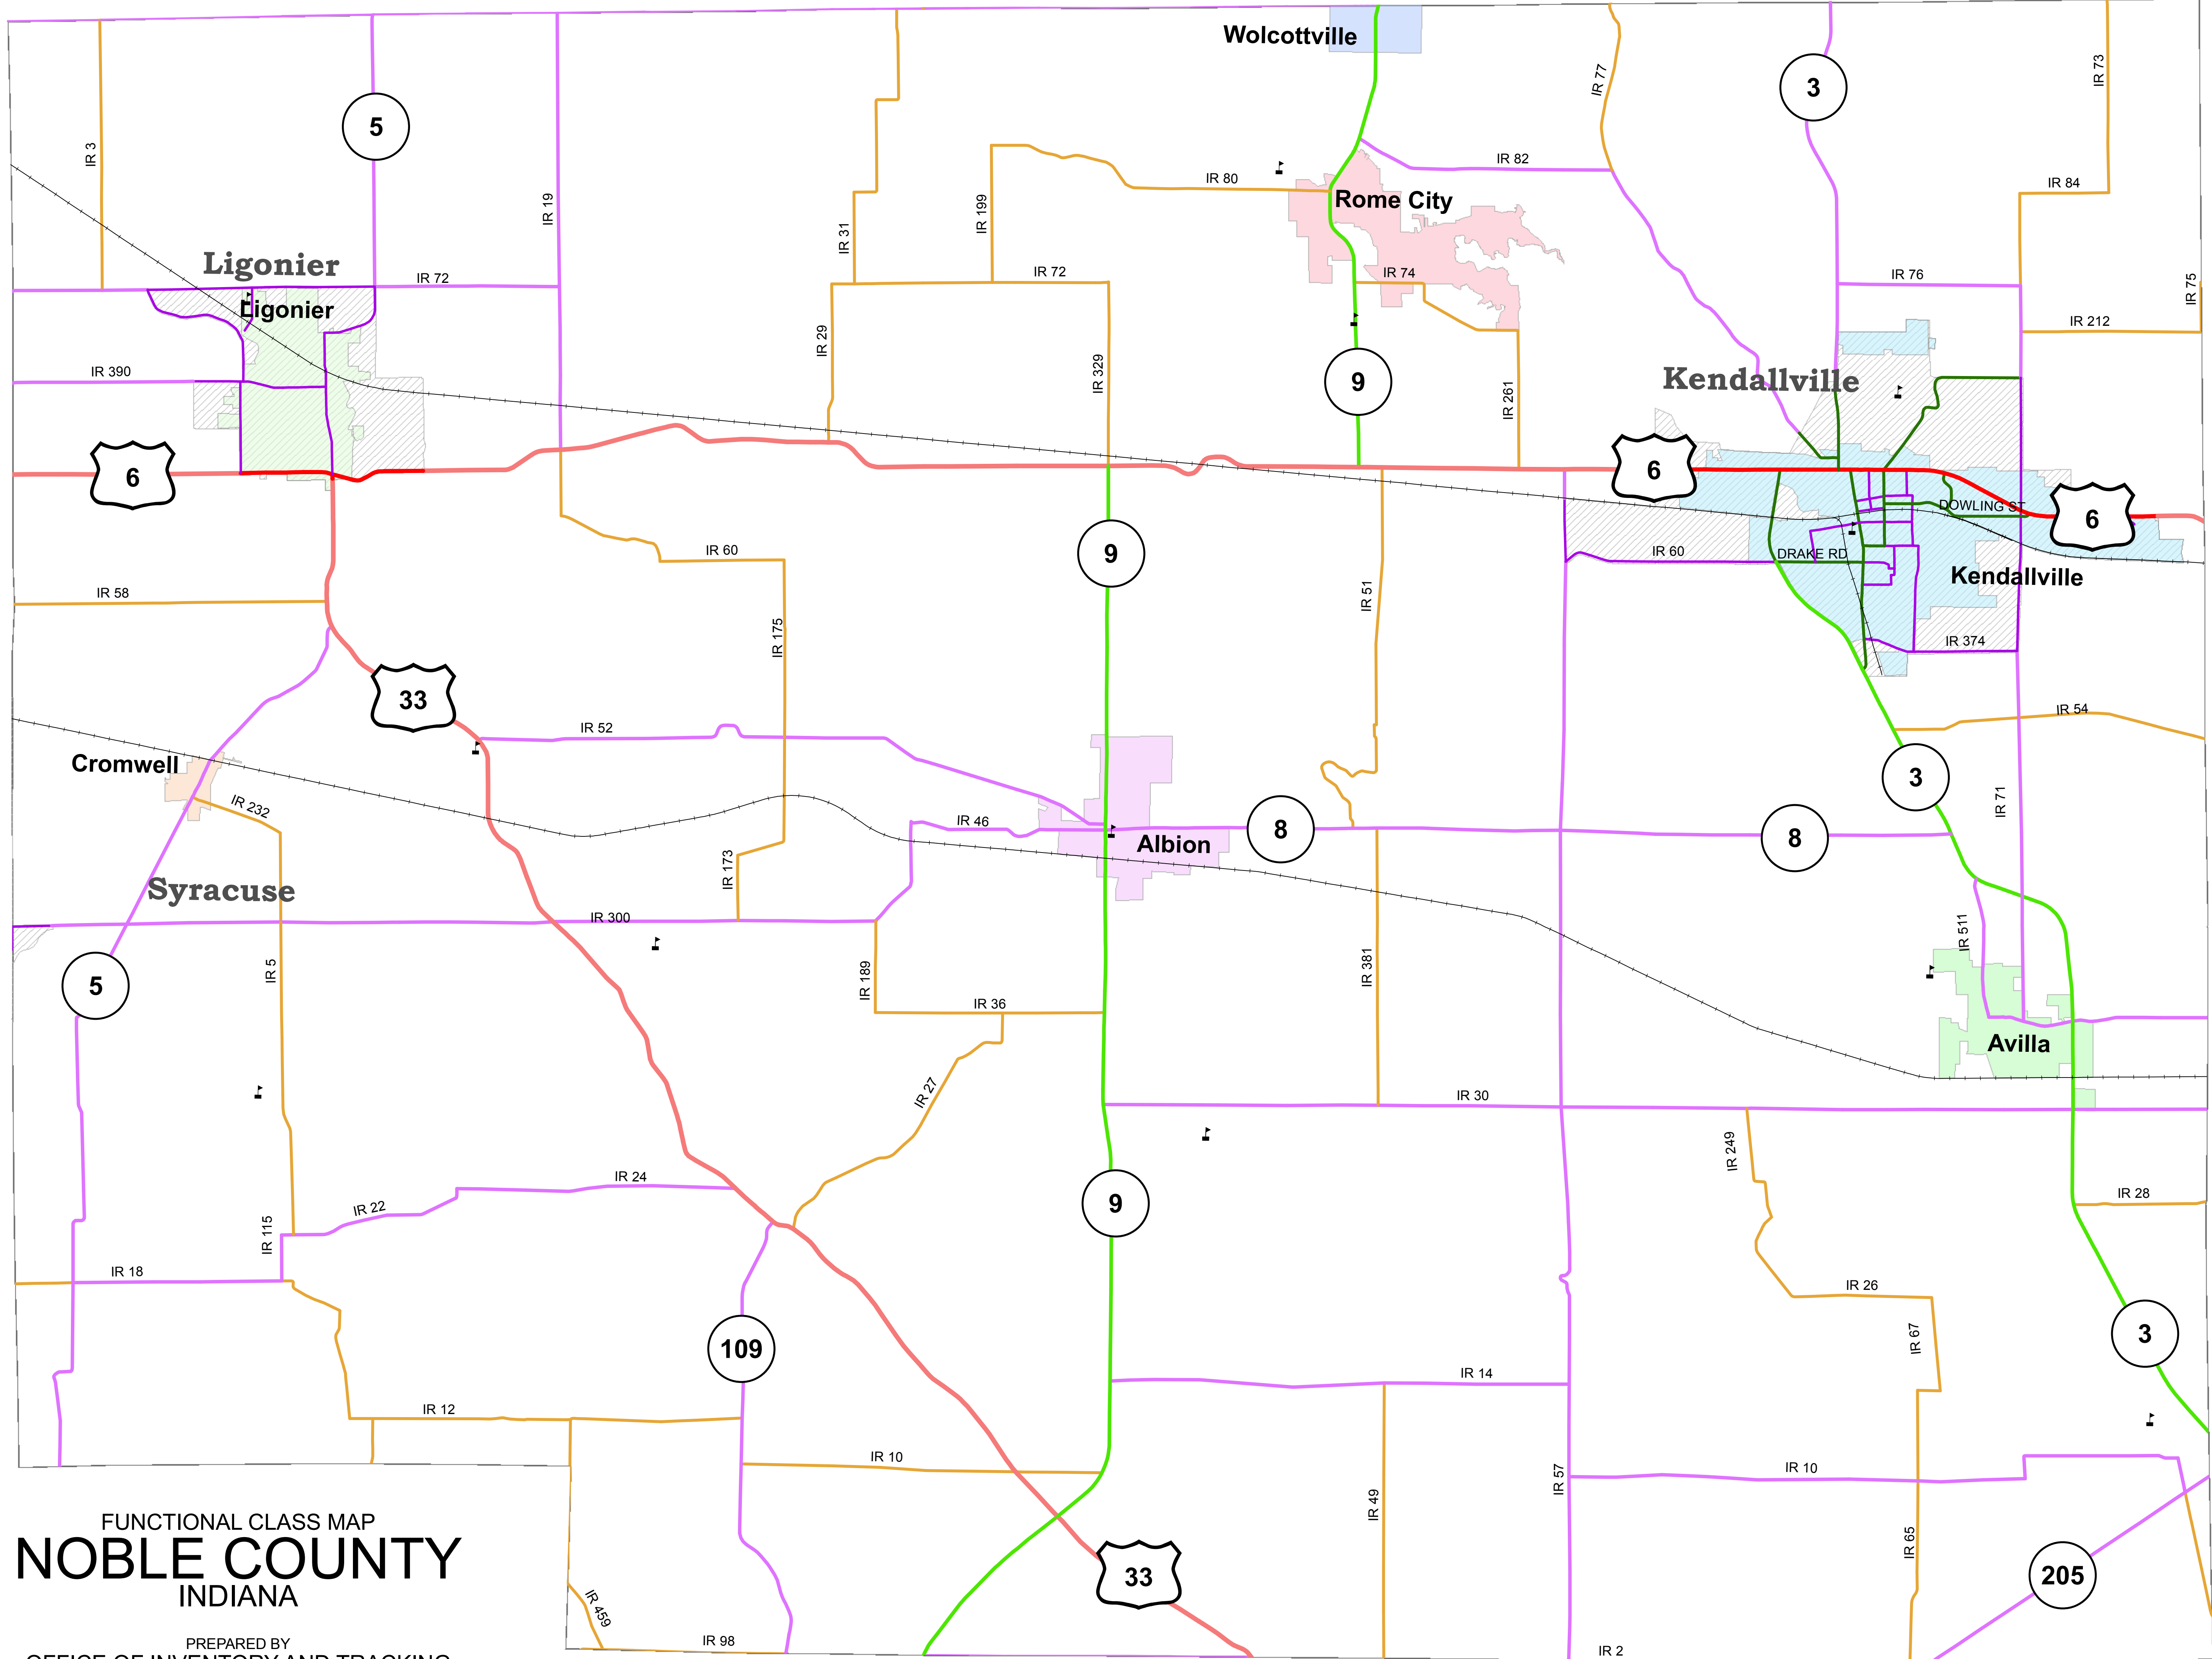 Wolcottville
IR 77
3
IR 73
5
IR 3
IR 82
IR 80
IR 84
Rome City
IR 19
IR 31
IR 199
Ligonier
IR 72
IR 72
IR 74
IR 76
IR 75
Ligonier
IR 212
IR 29
IR 329
IR 390
9
IR 261
Kendallville
6
6
DOWLING ST
6
9
IR 60
IR 60
DRAKE RD
Kendallville
IR 58
IR 51
IR 175
IR 374
33
IR 52
IR 54
Cromwell
3
IR 232
IR 71
IR 46
8
8
Albion
IR 173
Syracuse
IR 300
IR 511
5
IR 5
IR 189
IR 381
IR 36
Avilla
IR 27
IR 30
IR 249
IR 24
IR 28
IR 22
9
IR 115
IR 18
IR 26
109
IR 67
3
IR 14
IR 12
IR 10
IR 57
IR 10
IR 49
IR 65
FUNCTIONAL CLASS MAP
NOBLE COUNTY
INDIANA
33
205
IR 459
PREPARED BY
IR 98
IR 2
OFFICE OF INVENTORY AND TRACKING